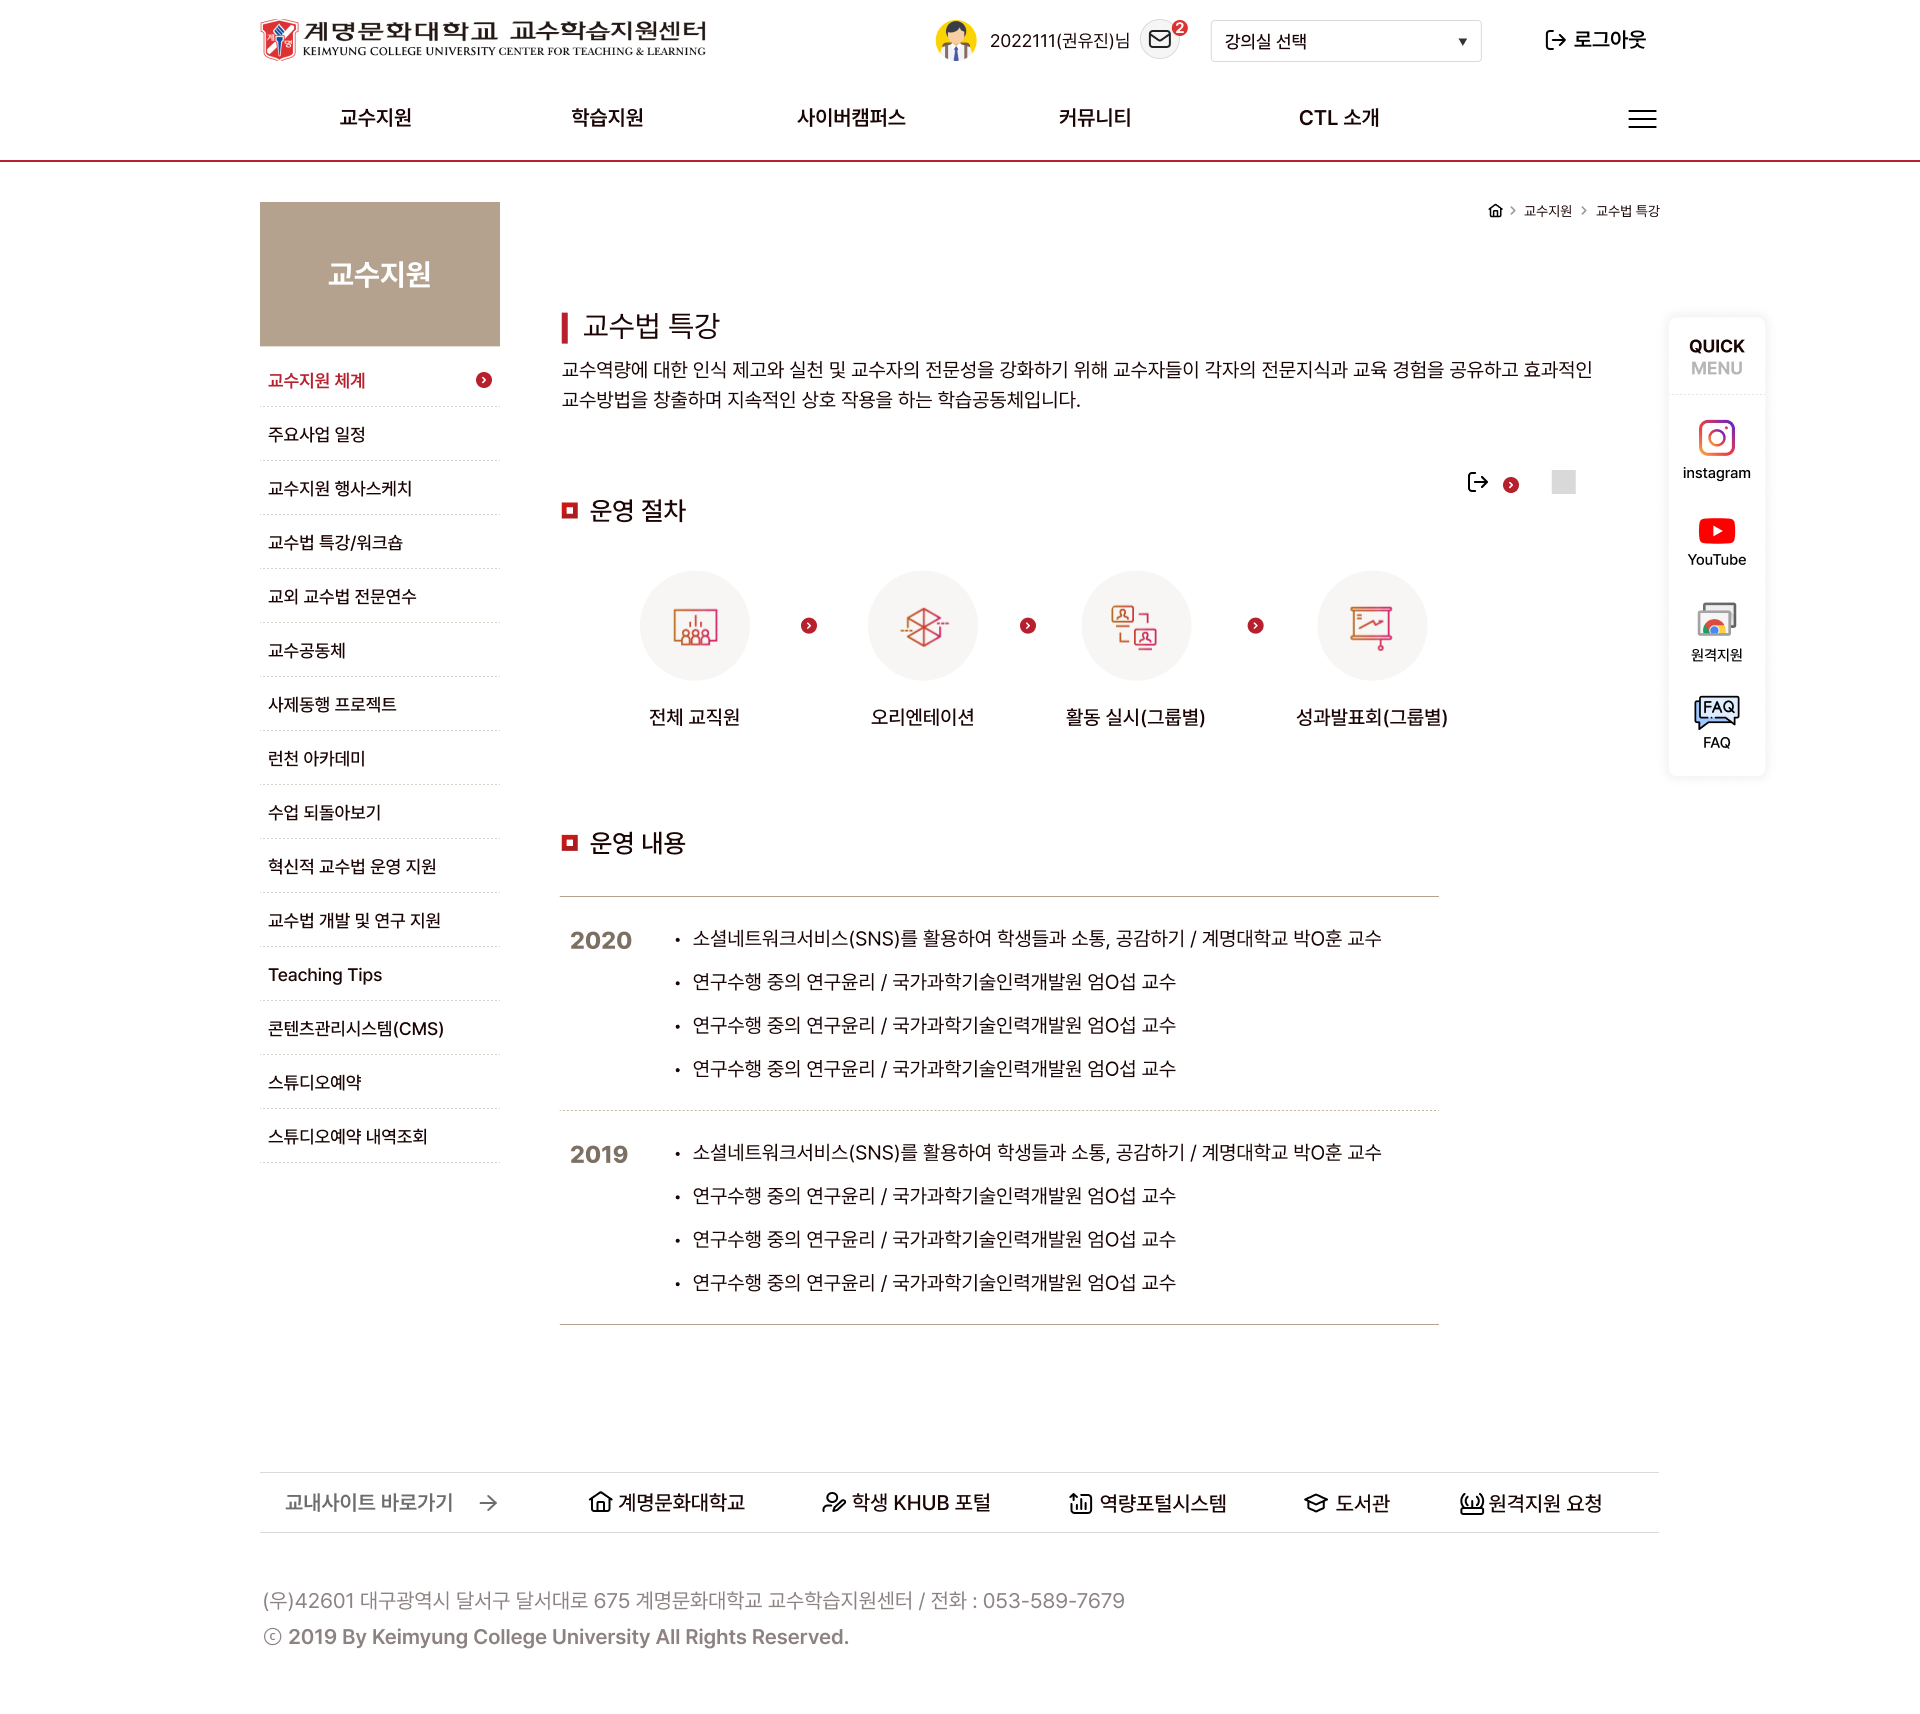 계명문화대학교 교수학습지원센터
KEIMYUNG COLLEGE UNIVERSITY CENTER FOR TEACHING & LEARNING
2022111(권유진)님
2
강의실 선택
로그아웃
교수지원
학습지원
사이버캠퍼스
커뮤니티
CTL 소개
교수지원 > 교수법 특강
교수지원
교수지원 체계
주요사업 일정
교수지원 행사스케치
교수법 특강/워크숍
교외 교수법 전문연수
교수공동체
사제동행 프로젝트
런천 아카데미
수업 되돌아보기
혁신적 교수법 운영 지원
교수법 개발 및 연구 지원
Teaching Tips
콘텐츠관리시스템(CMS)
스튜디오예약
스튜디오예약 내역조회
교수법 특강
교수역량에 대한 인식 제고와 실천 및 교수자의 전문성을 강화하기 위해 교수자들이 각자의 전문지식과 교육 경험을 공유하고 효과적인
교수방법을 창출하며 지속적인 상호 작용을 하는 학습공동체입니다.
운영 절차
전체 교직원
오리엔테이션
활동 실시(그룹별)
성과발표회(그룹별)
운영 내용
2020
• 소셜네트워크서비스(SNS)를 활용하여 학생들과 소통, 공감하기 / 계명대학교 박O훈 교수
• 연구수행 중의 연구윤리 / 국가과학기술인력개발원 엄O섭 교수
• 연구수행 중의 연구윤리 / 국가과학기술인력개발원 엄O섭 교수
• 연구수행 중의 연구윤리 / 국가과학기술인력개발원 엄O섭 교수
2019
• 소셜네트워크서비스(SNS)를 활용하여 학생들과 소통, 공감하기 / 계명대학교 박O훈 교수
• 연구수행 중의 연구윤리 / 국가과학기술인력개발원 엄O섭 교수
• 연구수행 중의 연구윤리 / 국가과학기술인력개발원 엄O섭 교수
• 연구수행 중의 연구윤리 / 국가과학기술인력개발원 엄O섭 교수
QUICK
MENU
instagram
YouTube
원격지원
FAQ
FAQ
교내사이트 바로가기
계명문화대학교
학생 KHUB 포털
역량포털시스템
도서관
원격지원 요청
(우)42601 대구광역시 달서구 달서대로 675 계명문화대학교 교수학습지원센터 / 전화 : 053-589-7679
ⓒ 2019 By Keimyung College University All Rights Reserved.